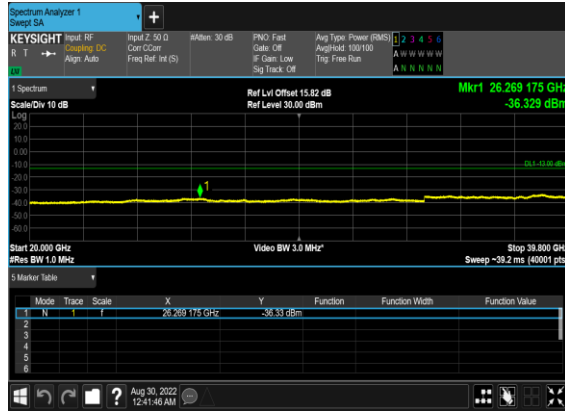 Spectrum Analyzer 1
Swept SA
+
KEYSIGHT Input: RF Input Z: 50 Ω #Atten: 30 dB PNO: Fast Avg Type: Power (RMS) 1 2 3 4 5 6
R T Coupling: DC Corr CCorr Gate: Off Avg|Hold: 100/100 A W W W W W
Align: Auto Freq Ref: Int (S) IF Gain: Low Trig: Free Run
Sig Track: Off A N N N N N
1 Spectrum Ref Lvl Offset 15.82 dB Mkr1 26.269 175 GHz
Scale/Div 10 dB Ref Level 30.00 dBm -36.329 dBm
Log
20.0
10.0
0.00
-10.0 DL1 -13.00 dBm
-20.0
-30.0 1
-40.0
-50.0
-60.0
Start 20.000 GHz Video BW 3.0 MHz* Stop 39.800 GHz
#Res BW 1.0 MHz Sweep ~39.2 ms (40001 pts)
5 Marker Table
Mode Trace Scale X Y Function Function Width Function Value
1 N 1 f 26.269 175 GHz -36.33 dBm
2
3
4
5
6
? Aug 30, 2022
12:41:46 AM